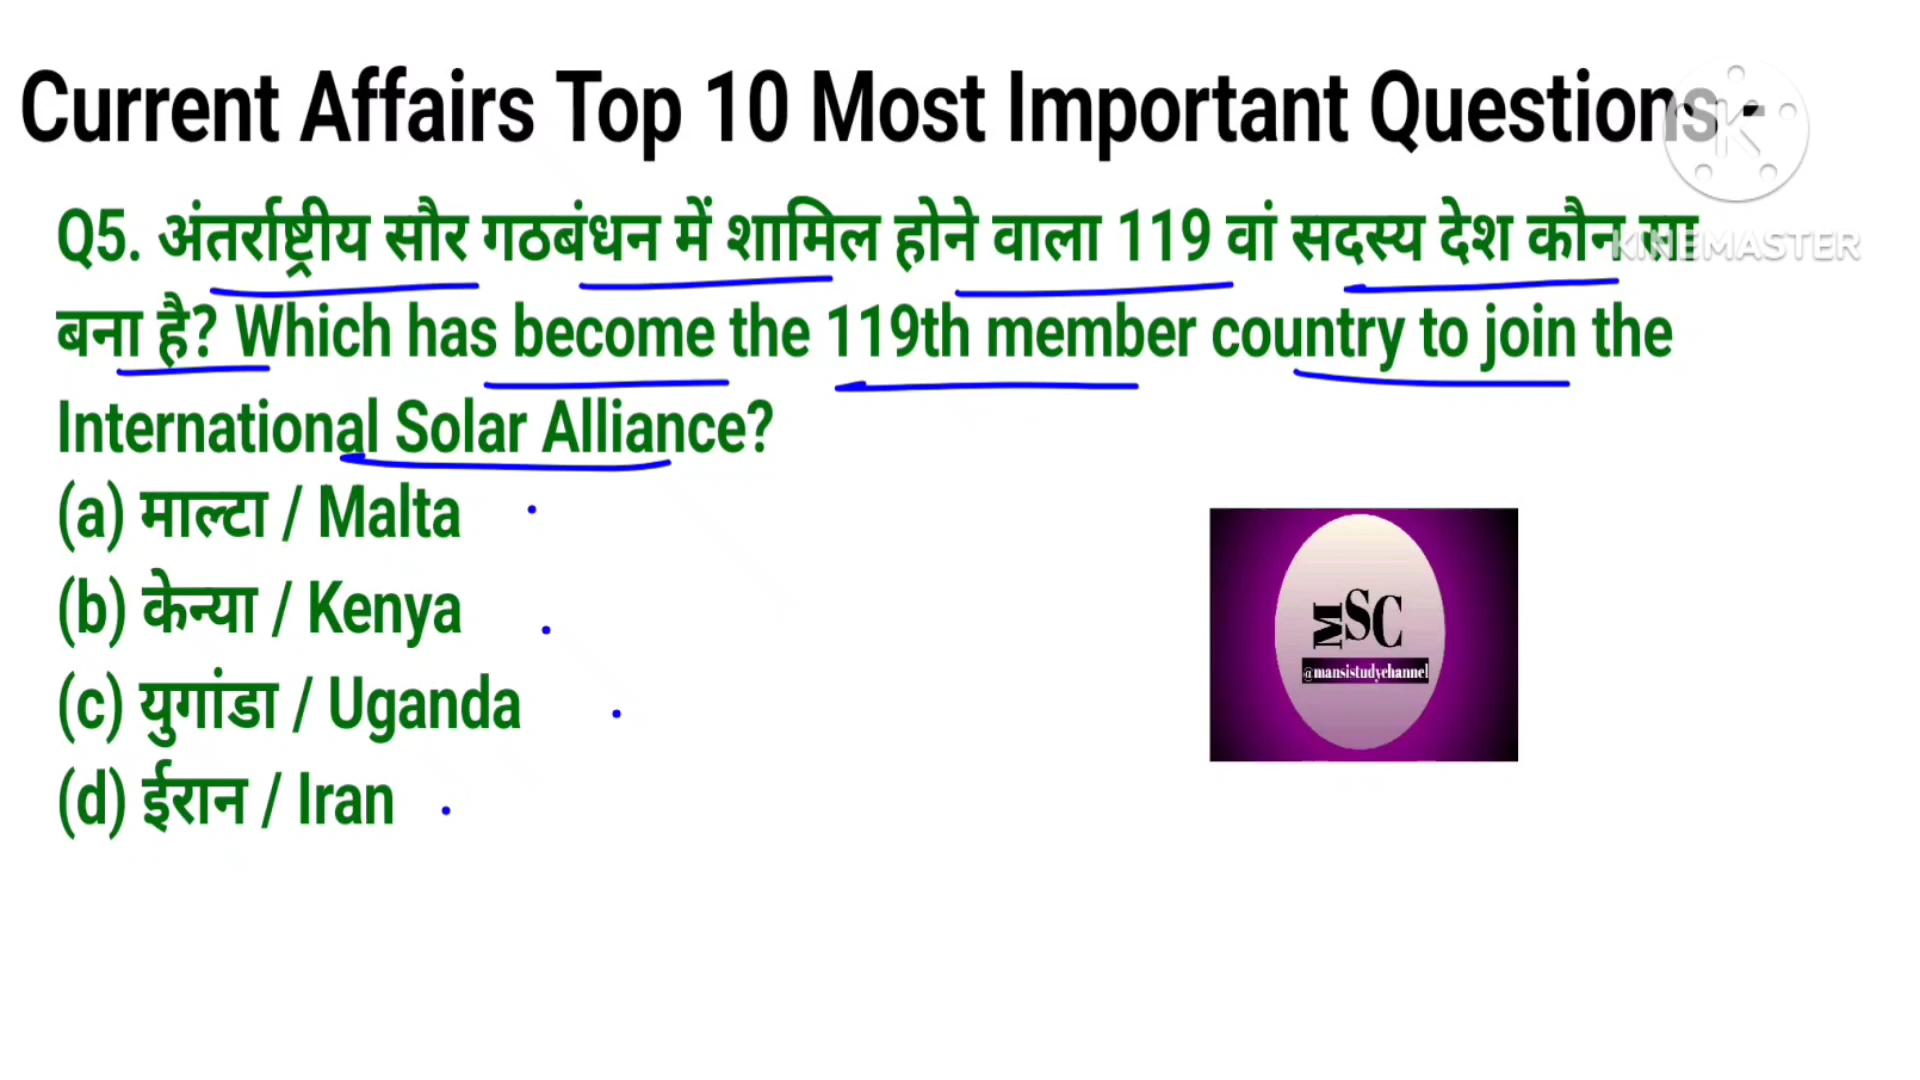 Current Affairs Top 10 Most Important Questions -
Q5. अंतर्राष्ट्रीय सौर गठबंधन में शामिल होने वाला 119 वां सदस्य देश कौन सा
बना है? Which has become the 119th member country to join the
International Solar Alliance?
(a) माल्टा / Malta
(b) केन्या / Kenya
(c) युगांडा / Uganda
(d) ईरान / Iran
K
KINEMASTER
MSC
@mansistudychannel